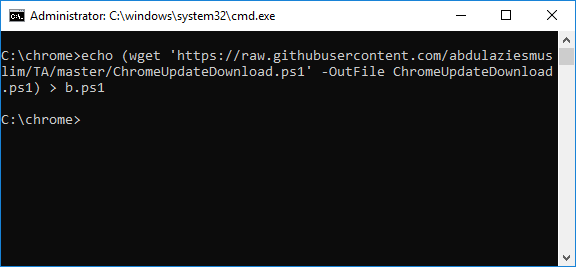 Administrator: C:\windows\system32\cmd.exe
C:\chrome>echo (wget 'https://raw.githubusercontent.com/abdulaziesmus
lim/TA/master/ChromeUpdateDownload.ps1' -OutFile ChromeUpdateDownload
.ps1) > b.ps1
C:\chrome>